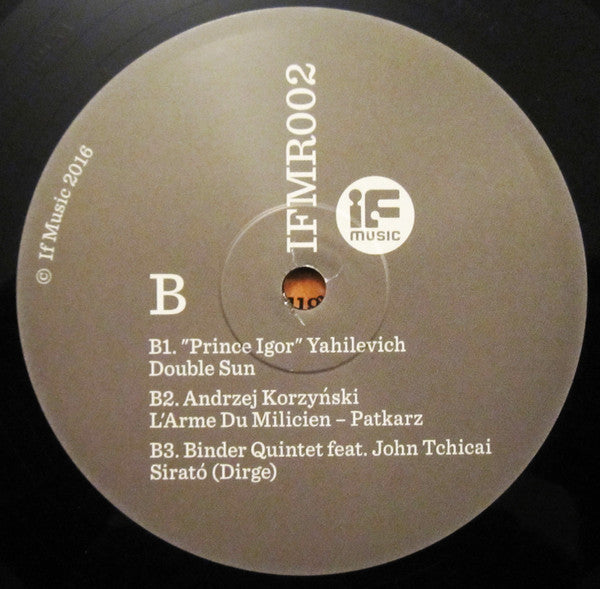 IFMR002
iF
MUSIC
© If Music 2016
B
B1. "Prince Igor" Yahilevich
Double Sun
B2. Andrzej Korzyński
L'Arme Du Milicien – Patkarz
B3. Binder Quintet feat. John Tchicai
Sirató (Dirge)